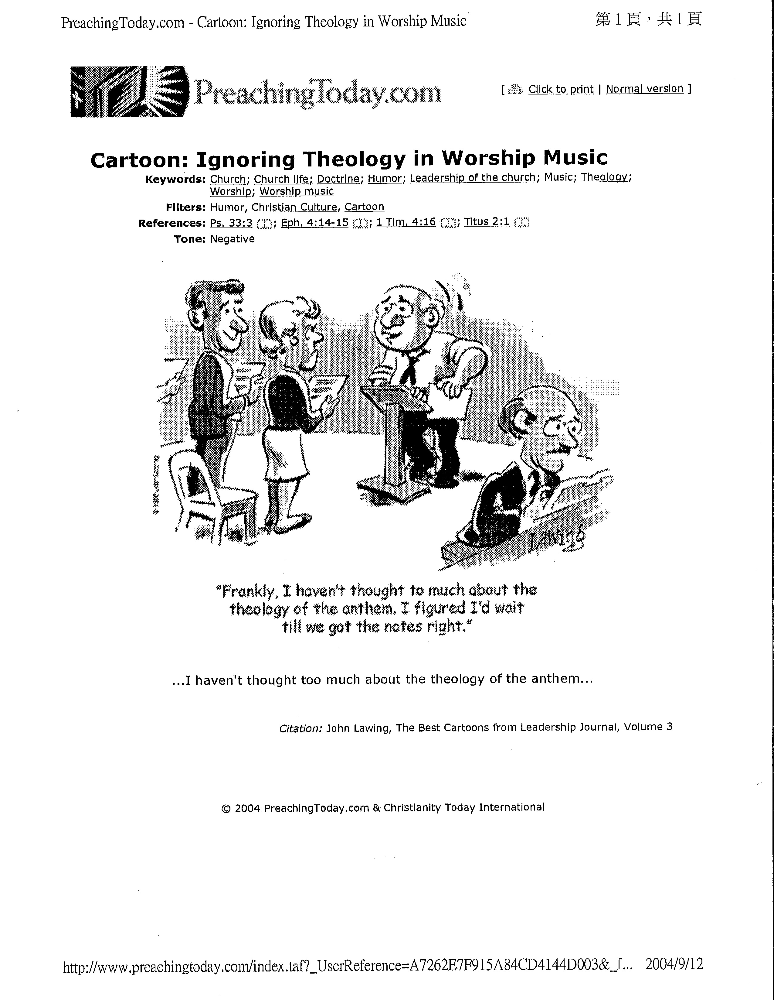 PreachingToday.com - Cartoon: Ignoring Theology in Worship Music 第 1 頁，共 1 頁
PreachingToday.com
[ Click to print | Normal version ]
Cartoon: Ignoring Theology in Worship Music
Keywords: Church; Church life; Doctrine; Humor; Leadership of the church; Music; Theology;
Worship; Worship music
Filters: Humor, Christian Culture, Cartoon
References: Ps. 33:3; Eph. 4:14-15; 1 Tim. 4:16; Titus 2:1
Tone: Negative
LAWING
"Frankly, I haven't thought to much about the
theology of the anthem. I figured I'd wait
till we got the notes right."
...I haven't thought too much about the theology of the anthem...
Citation: John Lawing, The Best Cartoons from Leadership Journal, Volume 3
© 2004 PreachingToday.com & Christianity Today International
http://www.preachingtoday.com/index.taf?_UserReference=A7262E7F915A84CD4144D003&_f... 2004/9/12